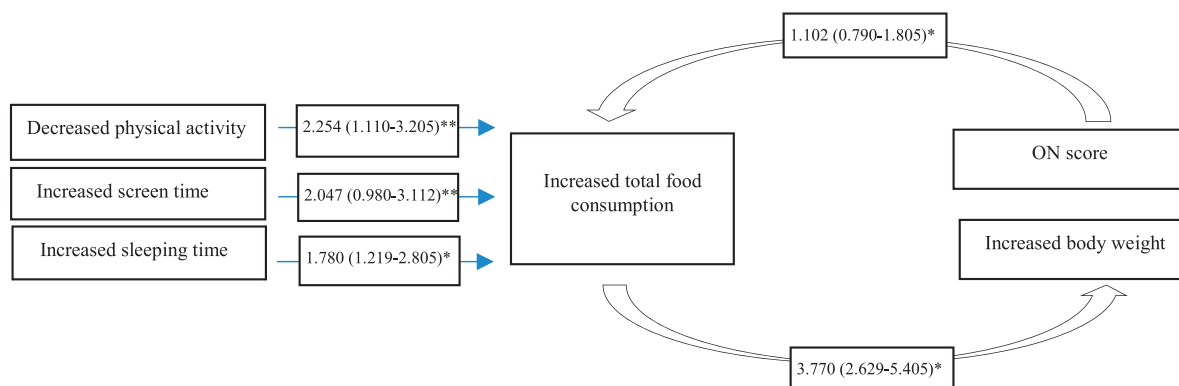 1.102 (0.790-1.805)*
Decreased physical activity
2.254 (1.110-3.205)**
Increased screen time
2.047 (0.980-3.112)**
Increased sleeping time
1.780 (1.219-2.805)*
Increased total food
consumption
ON score
Increased body weight
3.770 (2.629-5.405)*